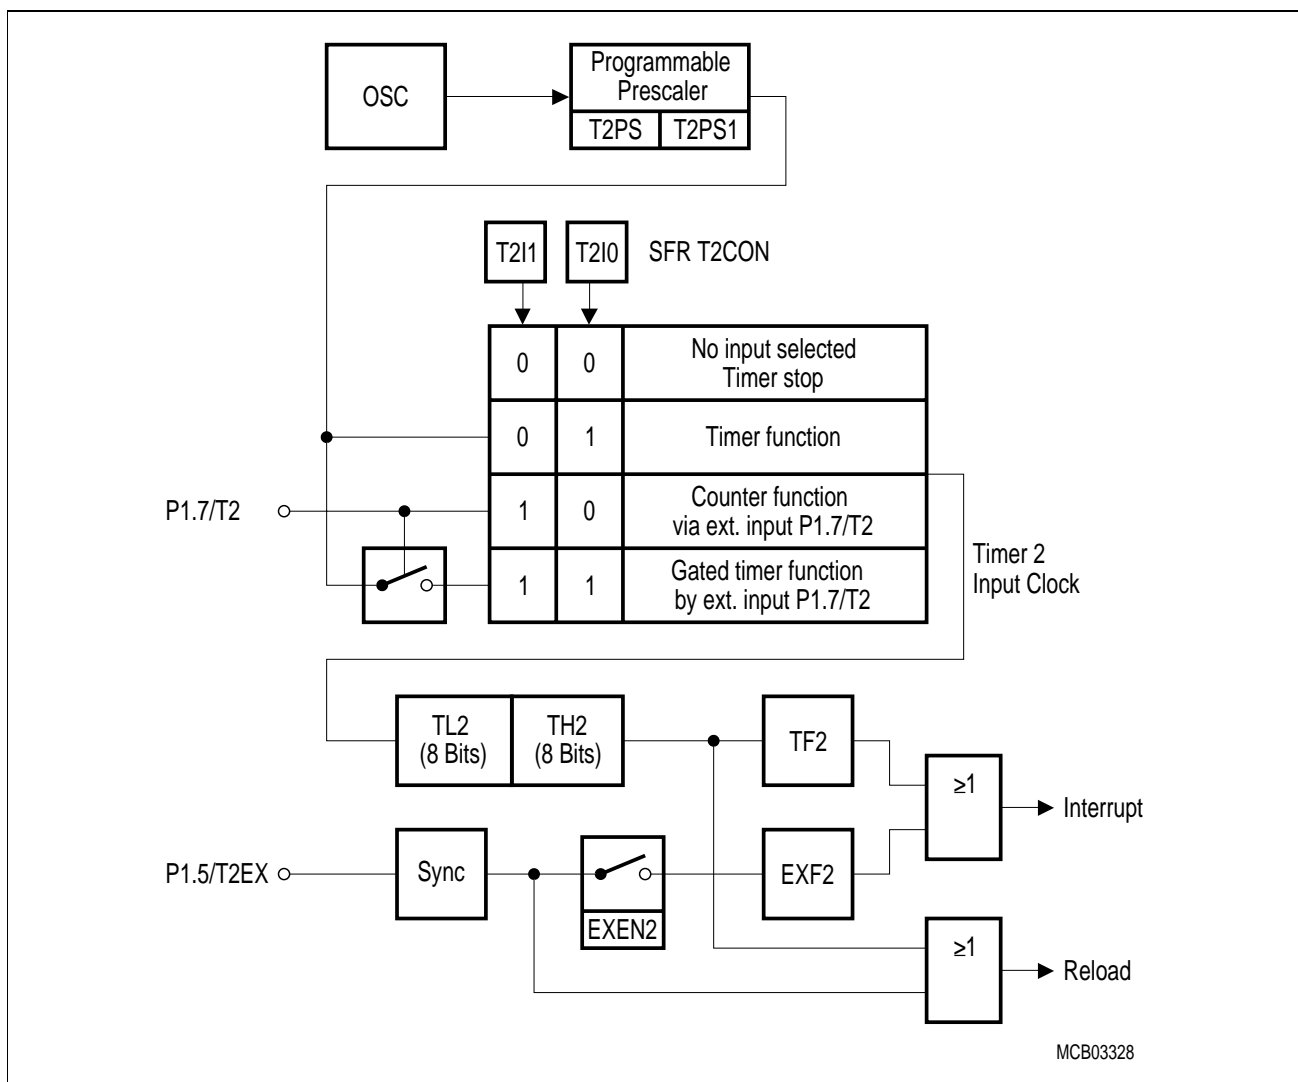 OSC
Programmable
Prescaler
T2PS T2PS1
T2I1 T2I0 SFR T2CON
0 0 No input selected
Timer stop
0 1 Timer function
P1.7/T2 1 0 Counter function
via ext. input P1.7/T2
1 1 Gated timer function
by ext. input P1.7/T2
Timer 2
Input Clock
TL2
(8 Bits)
TH2
(8 Bits)
TF2
≥1
Interrupt
P1.5/T2EX
Sync
EXEN2
EXF2
≥1
Reload
MCB03328